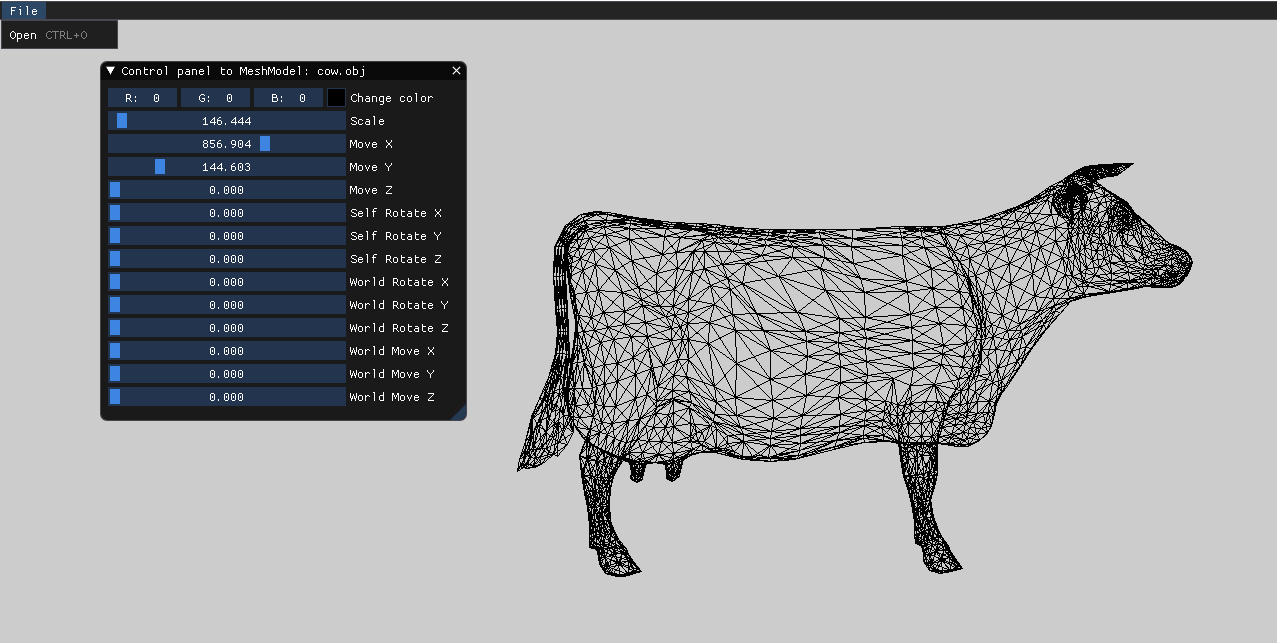 File
Open CTRL+O
Control panel to MeshModel: cow.obj
R: 0 G: 0 B: 0 Change color
146.444 Scale
856.904 Move X
144.603 Move Y
0.000 Move Z
0.000 Self Rotate X
0.000 Self Rotate Y
0.000 Self Rotate Z
0.000 World Rotate X
0.000 World Rotate Y
0.000 World Rotate Z
0.000 World Move X
0.000 World Move Y
0.000 World Move Z